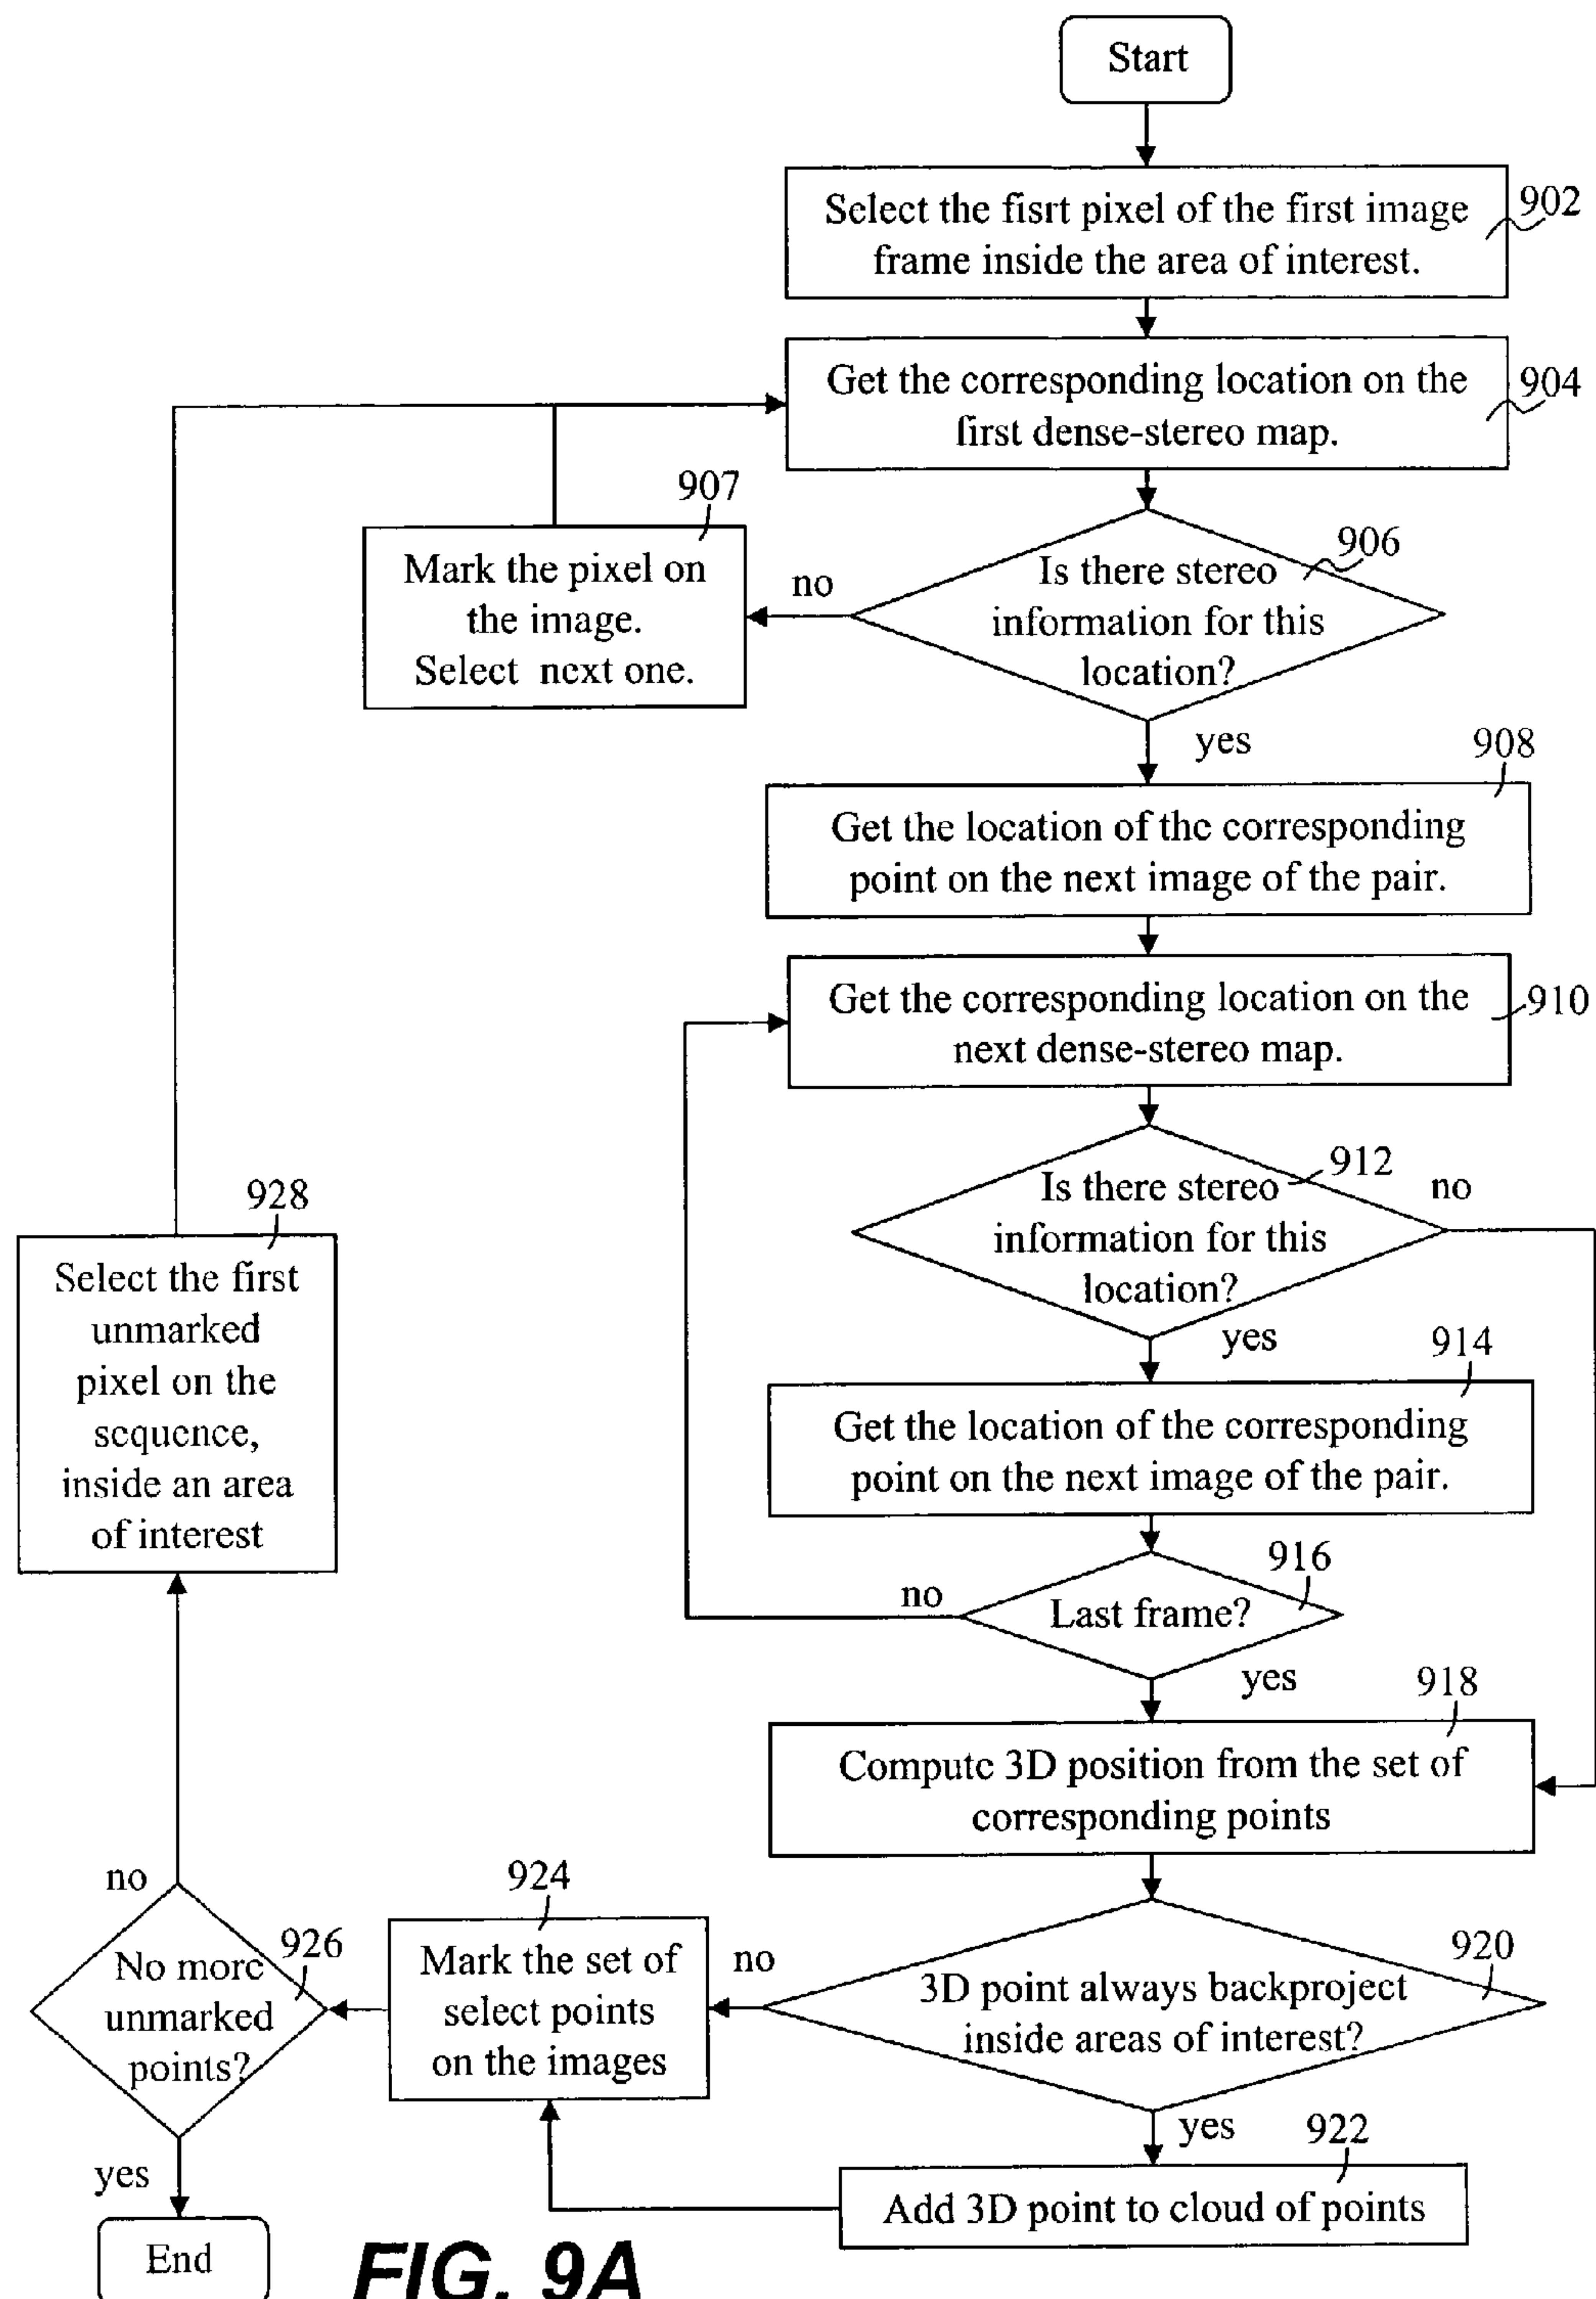 Start
Select the fisrt pixel of the first image
frame inside the area of interest.
902
Get the corresponding location on the
first dense-stereo map.
904
907
Mark the pixel on
the image.
Select next one.
no
Is there stereo
information for this
location?
906
yes
908
Get the location of the corresponding
point on the next image of the pair.
Get the corresponding location on the
next dense-stereo map.
910
Is there stereo
information for this
location?
912
no
yes
928
Select the first
unmarked
pixel on the
sequence,
inside an area
of interest
914
Get the location of the corresponding
point on the next image of the pair.
916
no
Last frame?
yes
918
Compute 3D position from the set of
corresponding points
no
924
920
926
No more
unmarked
points?
Mark the set of
select points
on the images
no
3D point always backproject
inside areas of interest?
yes
922
yes
Add 3D point to cloud of points
End
FIG. 9A